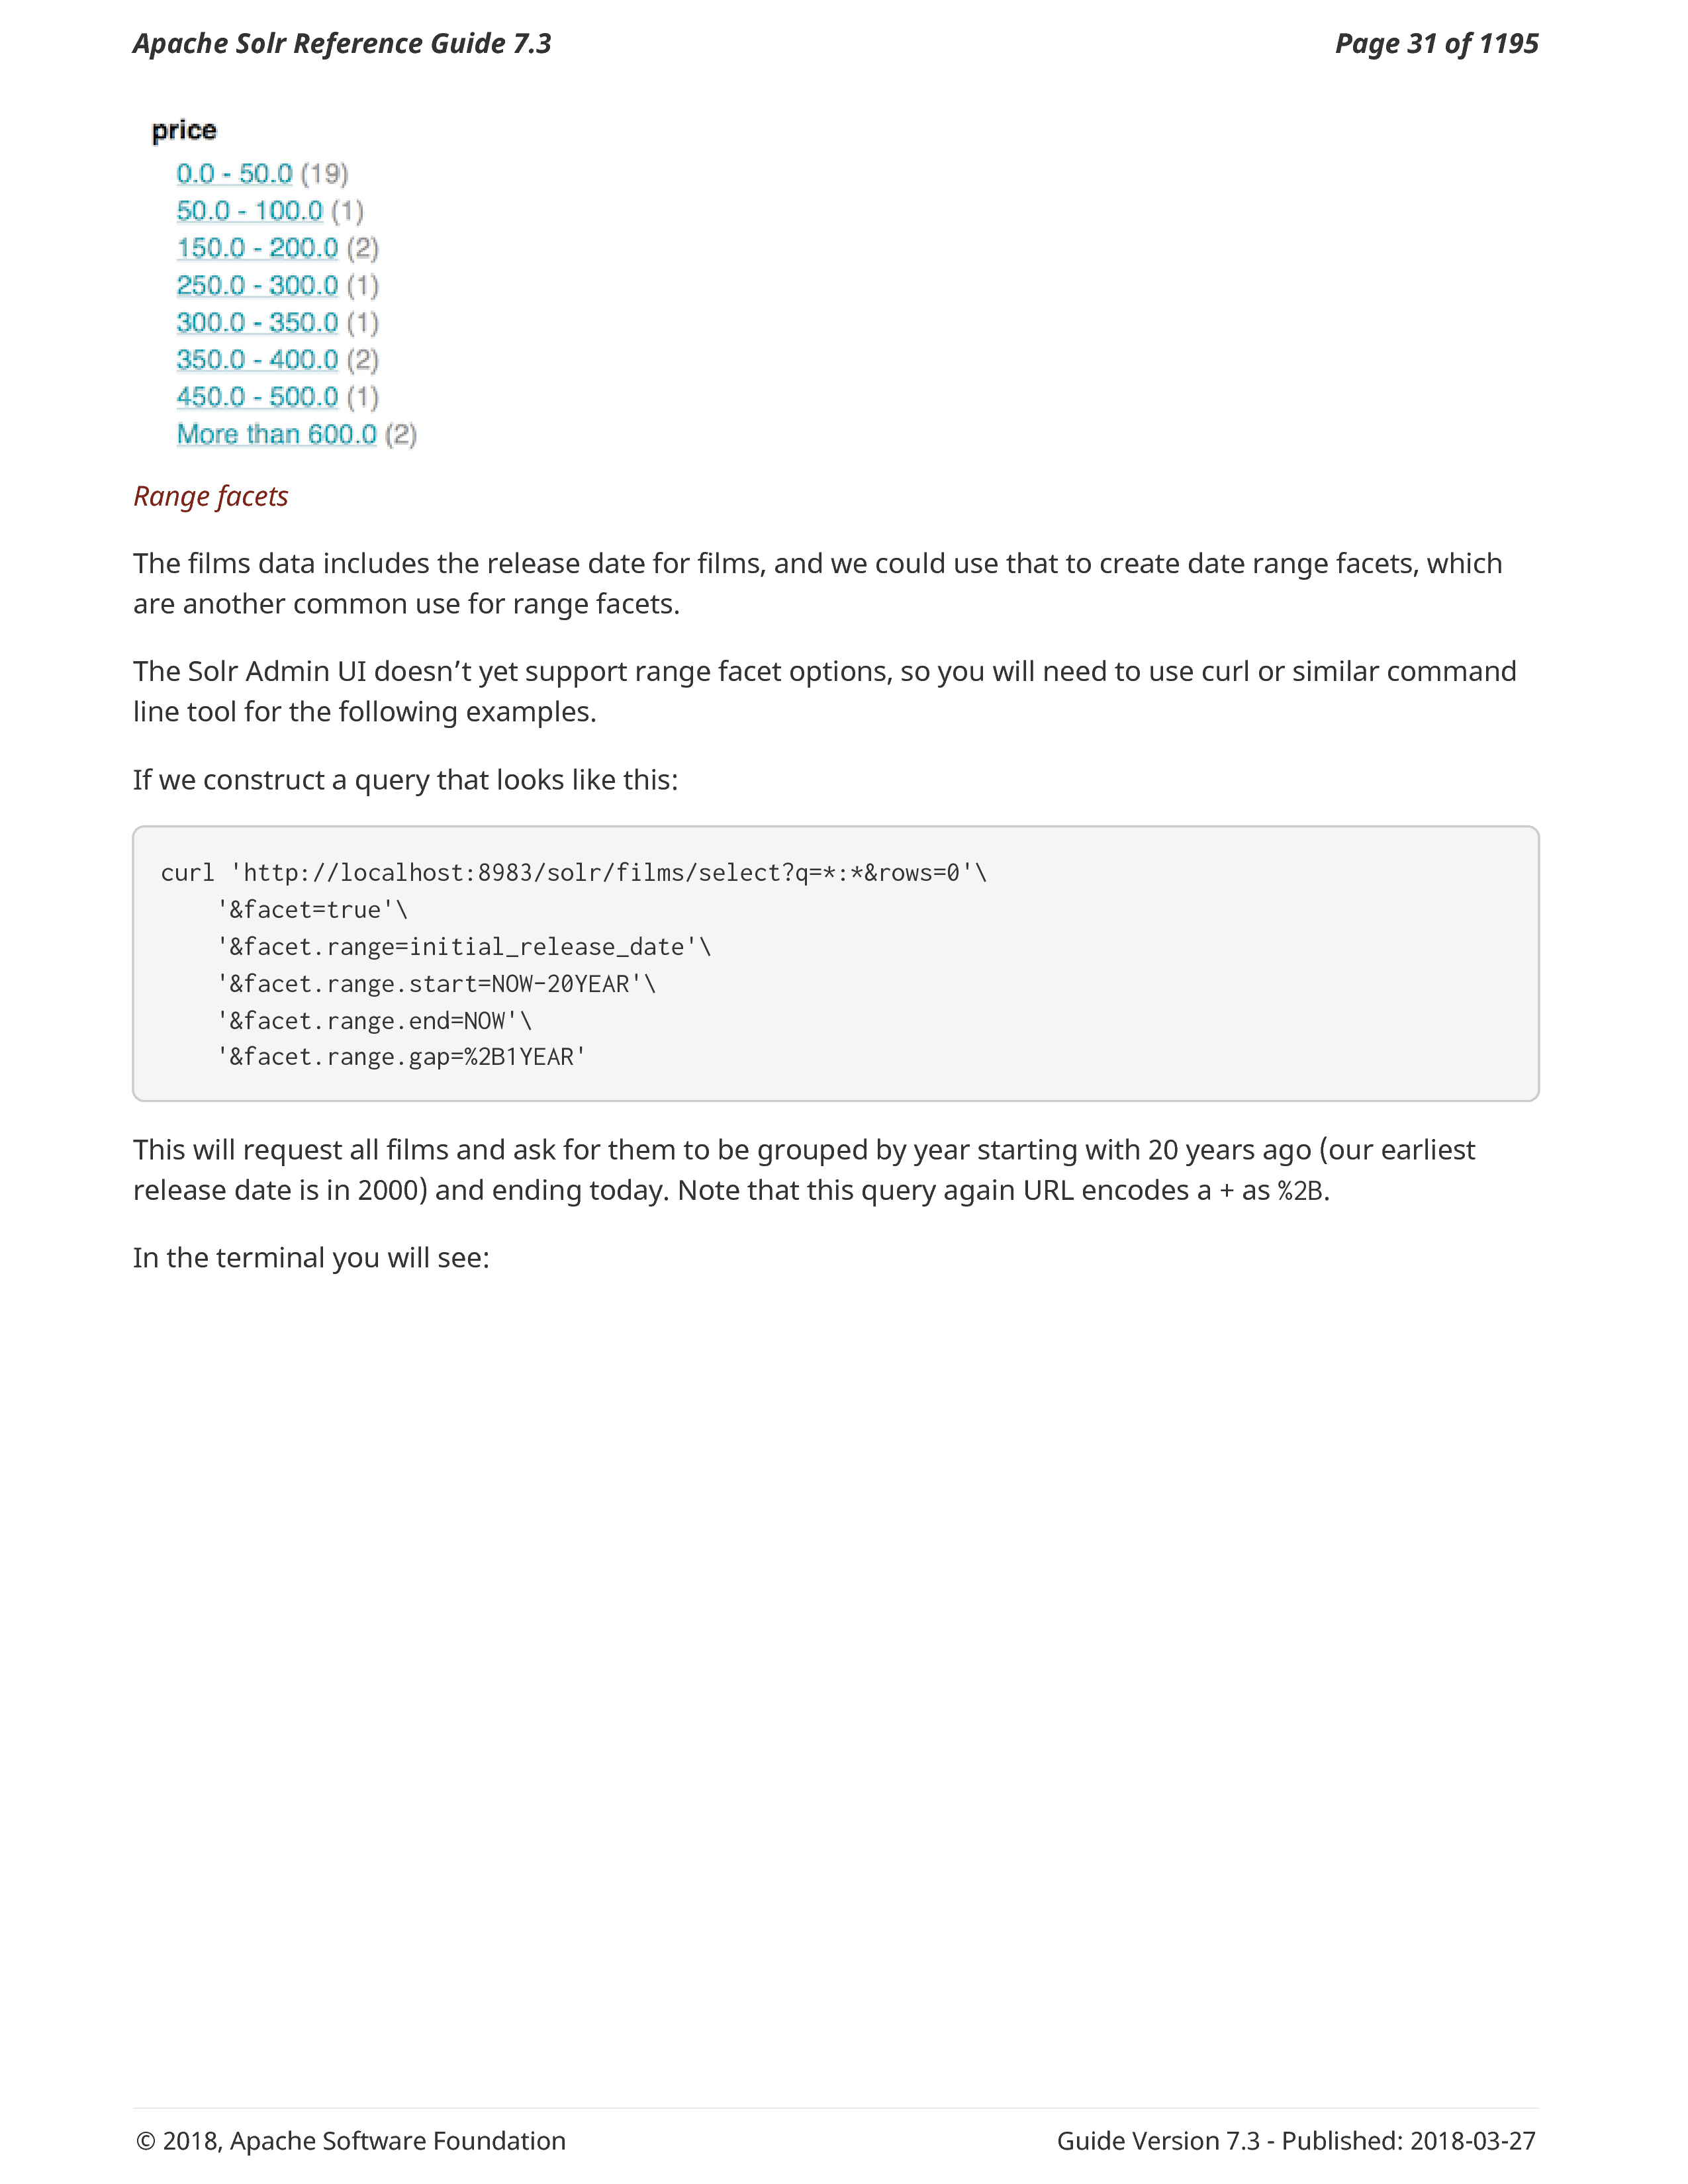 Apache Solr Reference Guide 7.3 Page 31 of 1195
price
0.0 - 50.0 (19)
50.0 - 100.0 (1)
150.0 - 200.0 (2)
250.0 - 300.0 (1)
300.0 - 350.0 (1)
350.0 - 400.0 (2)
450.0 - 500.0 (1)
More than 600.0 (2)
Range facets
The films data includes the release date for films, and we could use that to create date range facets, which
are another common use for range facets.
The Solr Admin UI doesn’t yet support range facet options, so you will need to use curl or similar command
line tool for the following examples.
If we construct a query that looks like this:
curl 'http://localhost:8983/solr/films/select?q=*:*&rows=0'\
    '&facet=true'\
    '&facet.range=initial_release_date'\
    '&facet.range.start=NOW-20YEAR'\
    '&facet.range.end=NOW'\
    '&facet.range.gap=%2B1YEAR'
This will request all films and ask for them to be grouped by year starting with 20 years ago (our earliest
release date is in 2000) and ending today. Note that this query again URL encodes a + as %2B.
In the terminal you will see:
© 2018, Apache Software Foundation Guide Version 7.3 - Published: 2018-03-27